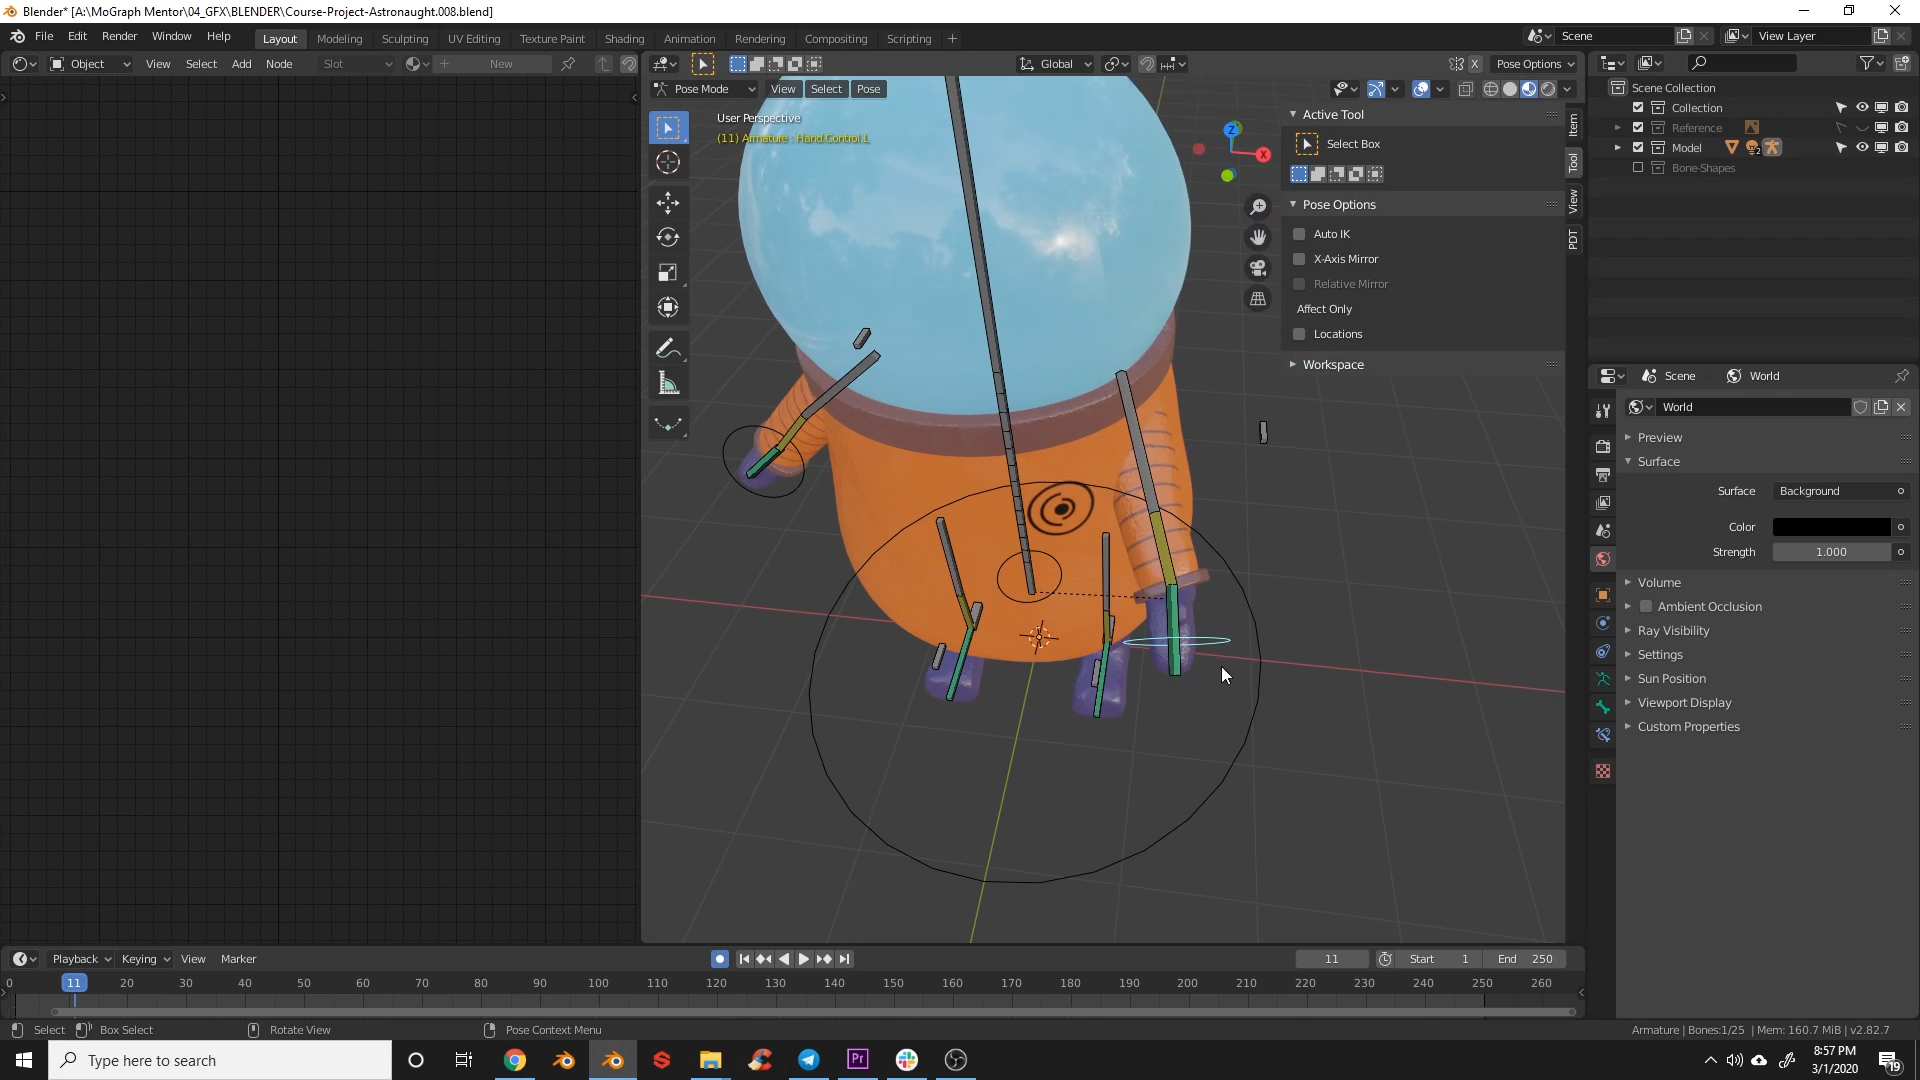 Blender* [A:\MoGraph Mentor\04_GFX\BLENDER\Course-Project-Astronaught.008.blend]
File Edit Render Window Help Layout Modeling Sculpting UV Editing Texture Paint Shading Animation Rendering Compositing Scripting + Scene View Layer
Object View Select Add Node Slot New Global X Pose Options
Pose Mode View Select Pose
User Perspective
(11) Armature : Hand.Control.L
Z
X
Active Tool
Select Box
Pose Options
Auto IK
X-Axis Mirror
Relative Mirror
Affect Only
Locations
Workspace
Item
Tool
View
PDT
Scene Collection
Collection
Reference
Model 2
Bone-Shapes
Scene World
World
Preview
Surface
Surface Background
Color
Strength 1.000
Volume
Ambient Occlusion
Ray Visibility
Settings
Sun Position
Viewport Display
Custom Properties
Playback Keying View Marker 11 Start 1 End 250
0 11 20 30 40 50 60 70 80 90 100 110 120 130 140 150 160 170 180 190 200 210 220 230 240 250 260
Select Box Select Rotate View Pose Context Menu Armature | Bones:1/25 | Mem: 160.7 MiB | v2.82.7
Type here to search
Pr
8:57 PM
3/1/2020
19